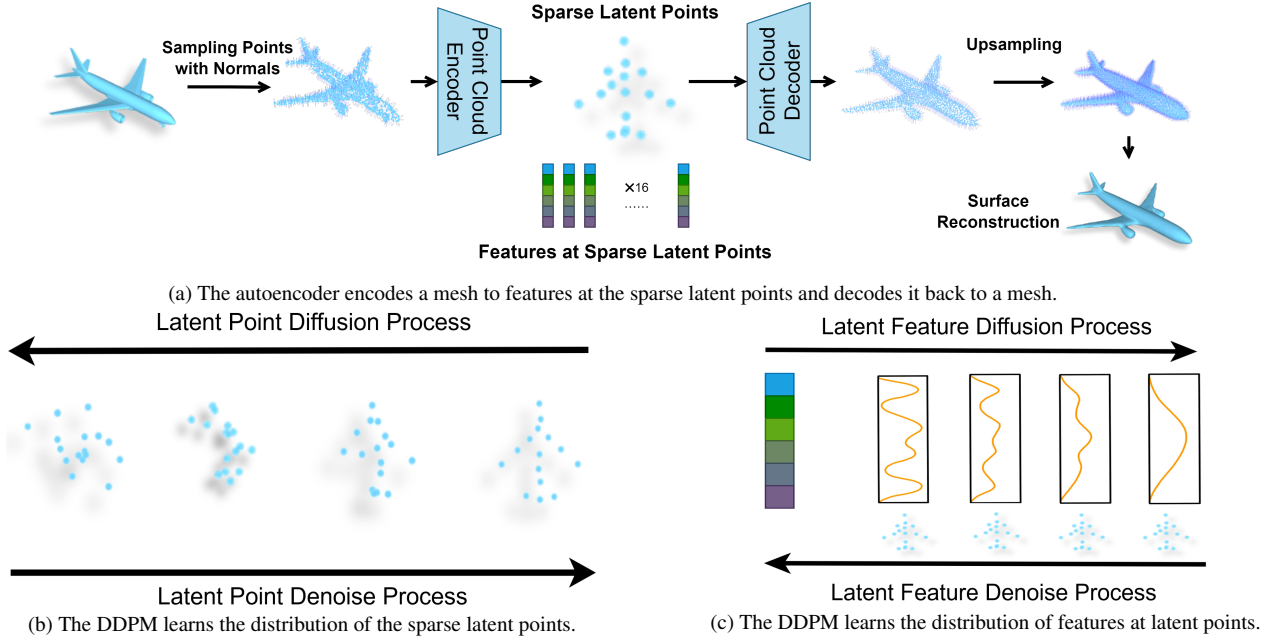 Sparse Latent Points
Sampling Points
with Normals
Point Cloud
Encoder
Point Cloud
Decoder
Upsampling
×16
......
Surface
Reconstruction
Features at Sparse Latent Points
(a) The autoencoder encodes a mesh to features at the sparse latent points and decodes it back to a mesh.
Latent Point Diffusion Process
Latent Point Denoise Process
(b) The DDPM learns the distribution of the sparse latent points.
Latent Feature Diffusion Process
Latent Feature Denoise Process
(c) The DDPM learns the distribution of features at latent points.